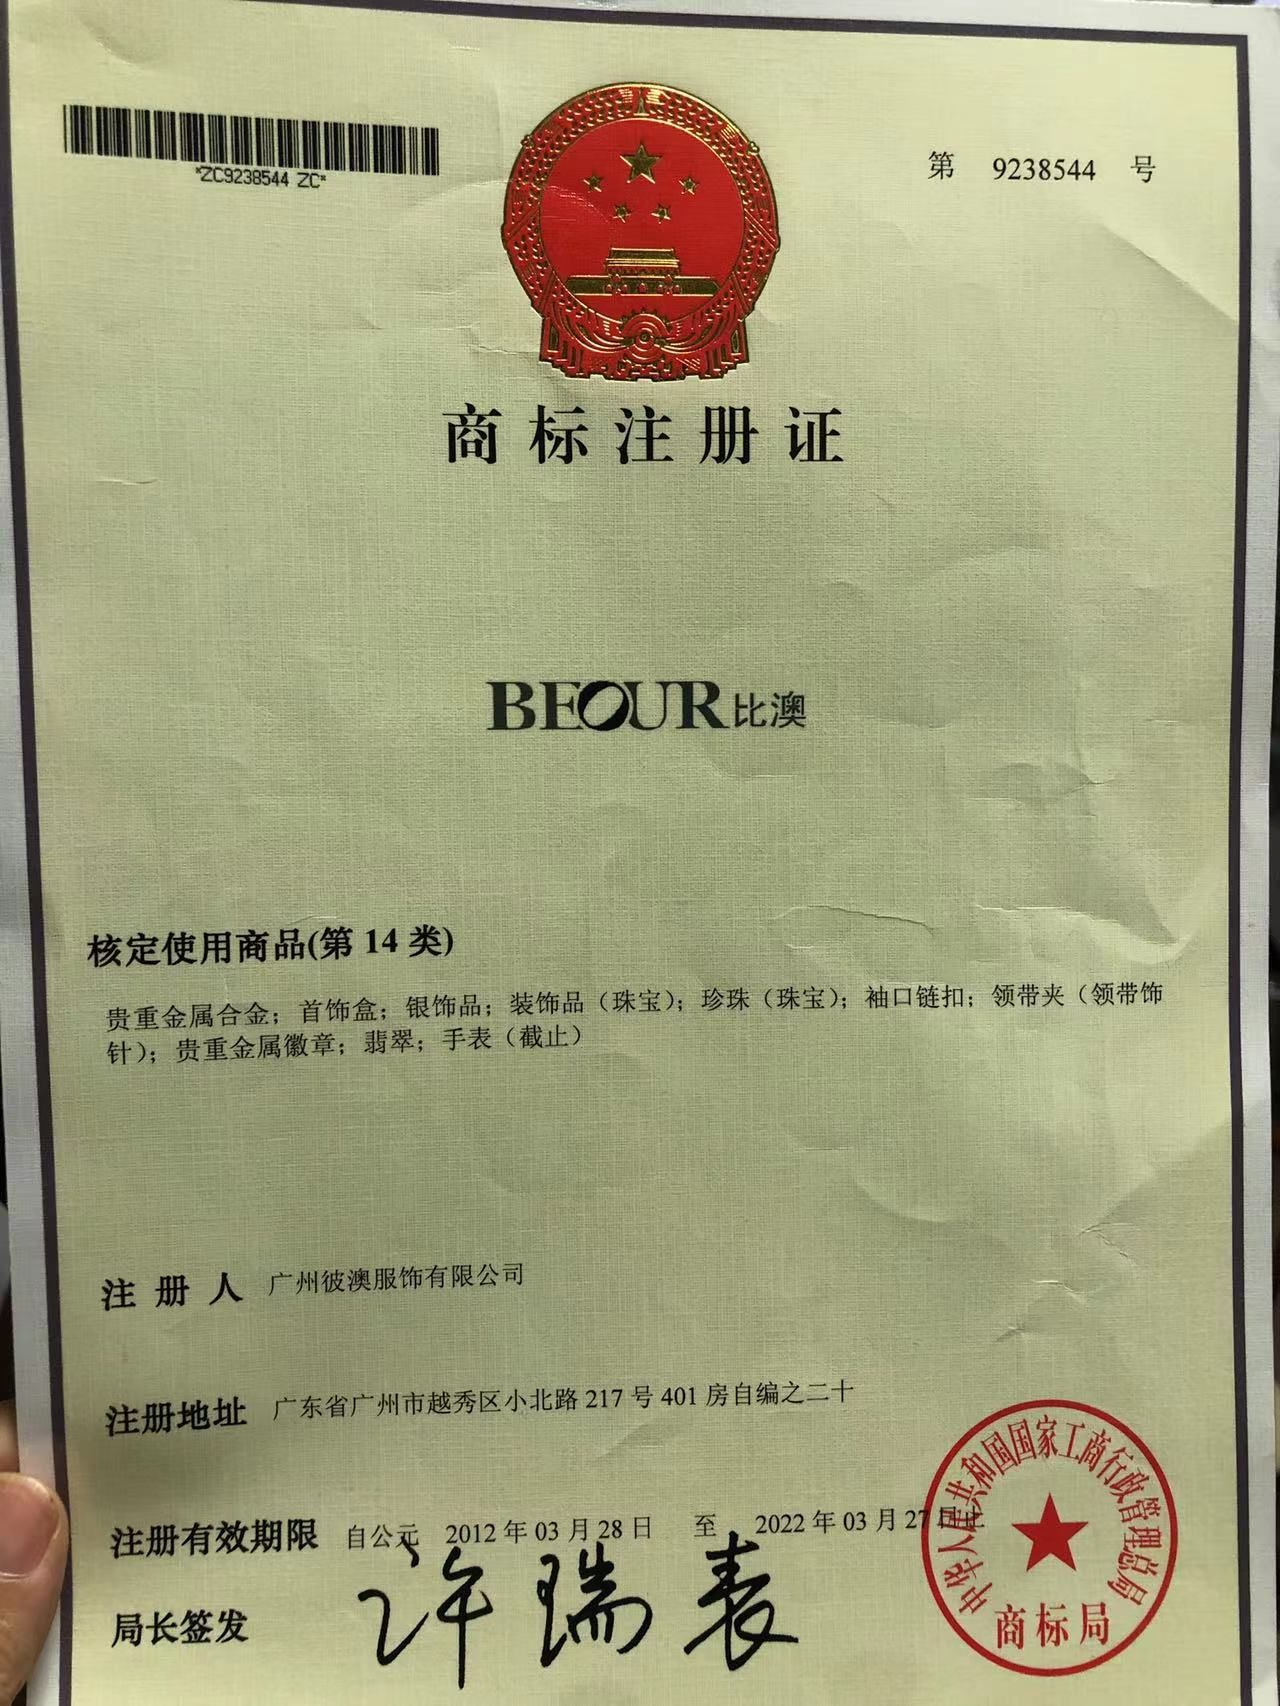 *ZC9238544 ZC*
第 9238544 号
商标注册证
BEOUR比澳
核定使用商品(第 14 类)
贵重金属合金；首饰盒；银饰品；装饰品（珠宝）；珍珠（珠宝）；袖口链扣；领带夹（领带饰
针）；贵重金属徽章；翡翠；手表（截止）
注 册 人 广州彼澳服饰有限公司
注册地址 广东省广州市越秀区小北路 217 号 401 房自编之二十
注册有效期限 自公元 2012 年 03 月 28 日 至 2022 年 03 月 27 日止
局长签发 许瑞表
中华人民共和国国家工商行政管理总局
商标局